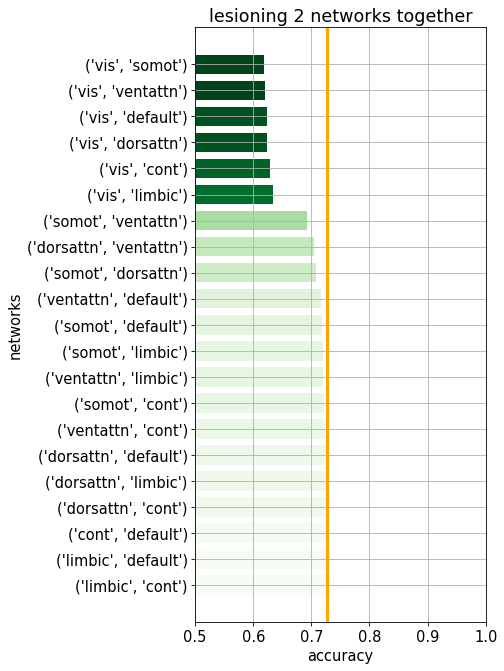 lesioning 2 networks together
('vis', 'somot')
('vis', 'ventattn')
('vis', 'default')
('vis', 'dorsattn')
('vis', 'cont')
('vis', 'limbic')
('somot', 'ventattn')
('dorsattn', 'ventattn')
('somot', 'dorsattn')
('ventattn', 'default')
('somot', 'default')
('somot', 'limbic')
('ventattn', 'limbic')
('somot', 'cont')
('ventattn', 'cont')
('dorsattn', 'default')
('dorsattn', 'limbic')
('dorsattn', 'cont')
('cont', 'default')
('limbic', 'default')
('limbic', 'cont')
networks
0.5 0.6 0.7 0.8 0.9 1.0
accuracy